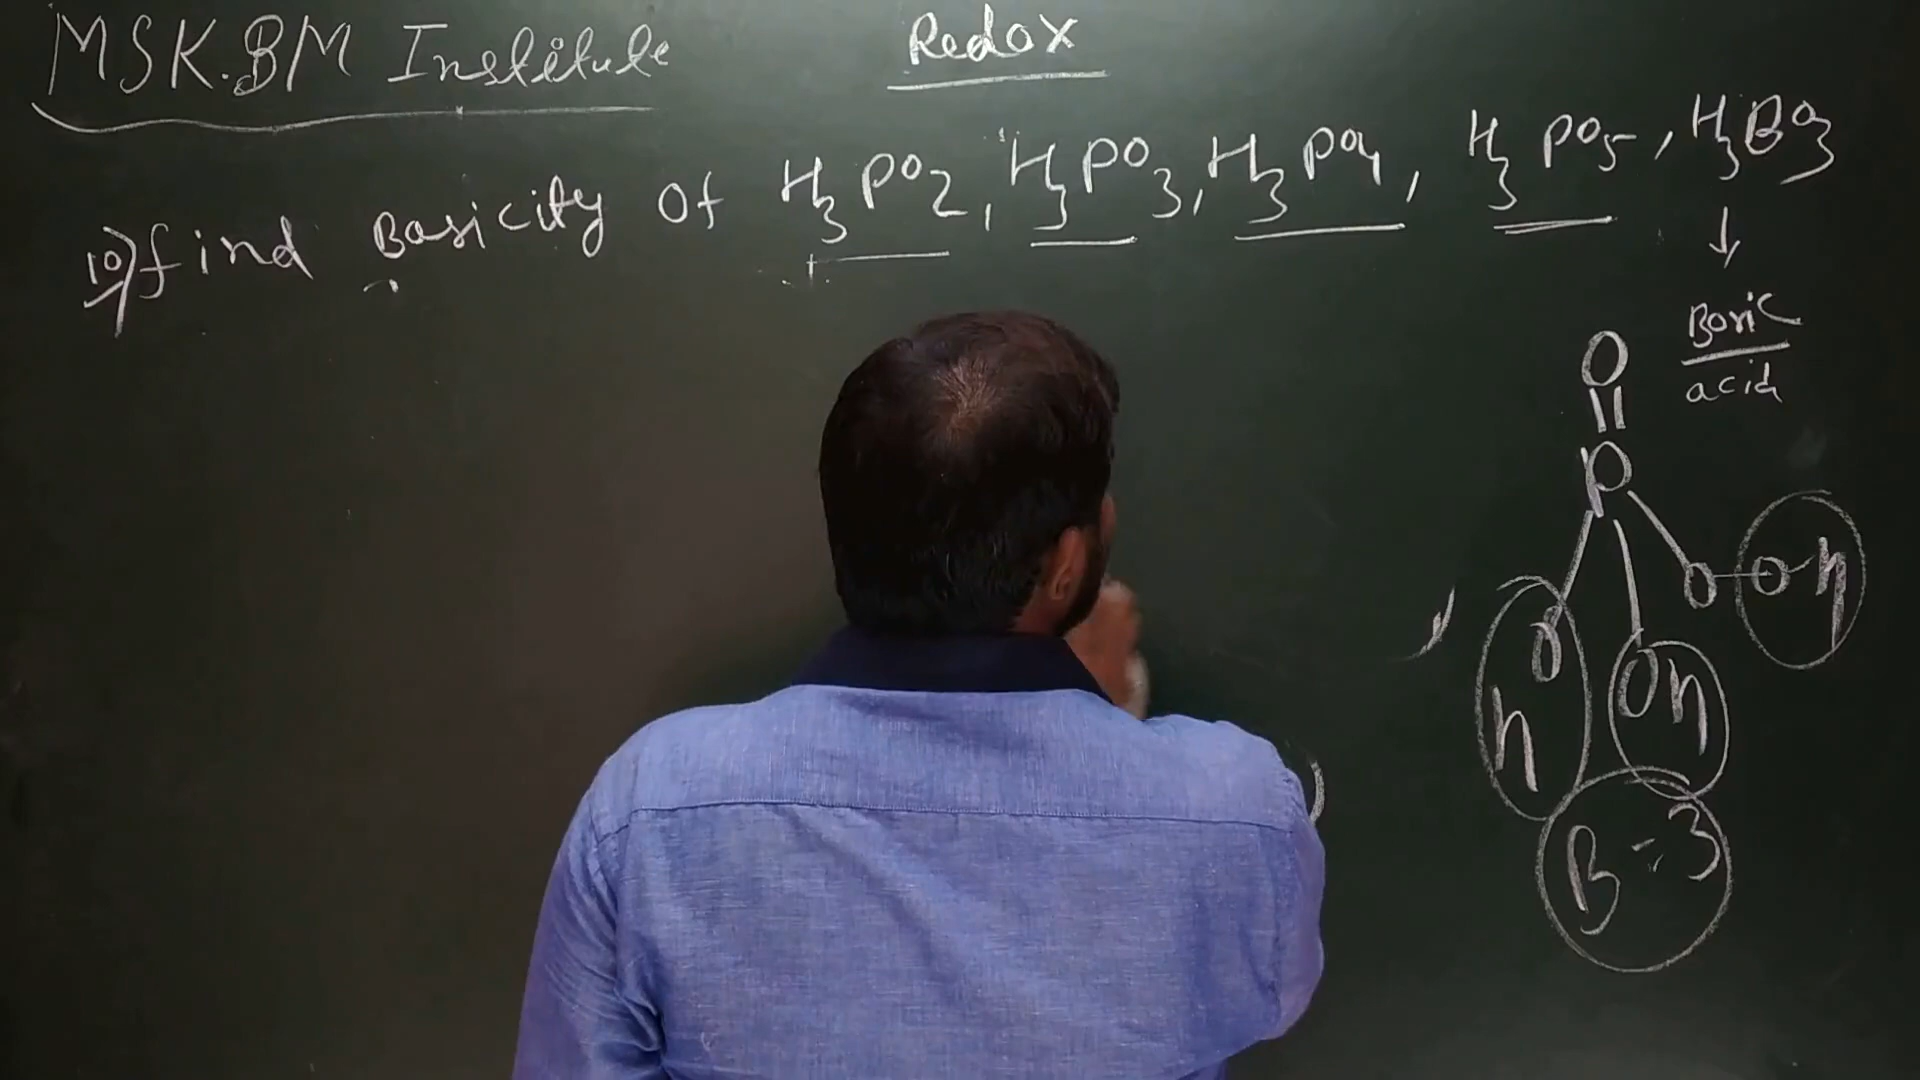 MSK.BM Institute
Redox
10) find Basicity of H3PO2, H3PO3, H3PO4, H3PO5, H3BO3
↓
Boric
acid
O
||
P
O O-H
O OH
H
B = 3